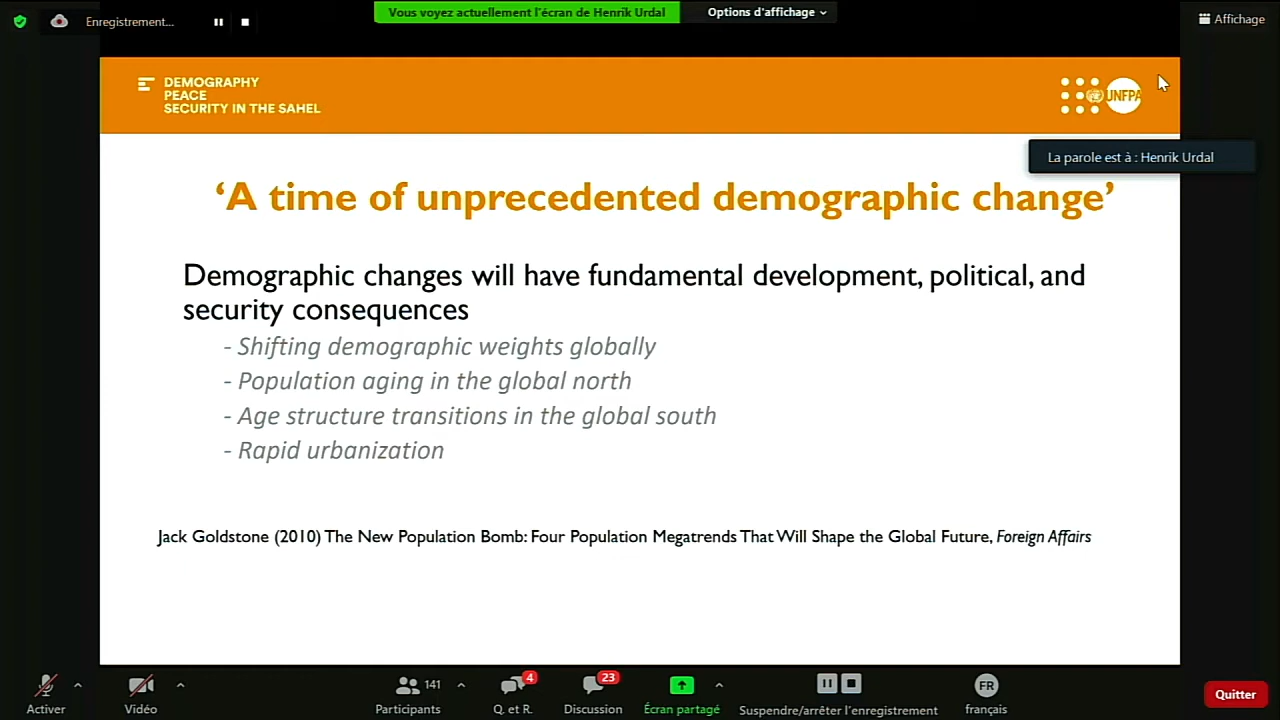 Enregistrement...
Vous voyez actuellement l'écran de Henrik Urdal
Options d'affichage
Affichage
DEMOGRAPHY
PEACE
SECURITY IN THE SAHEL
UNFPA
La parole est à : Henrik Urdal
‘A time of unprecedented demographic change’
Demographic changes will have fundamental development, political, and
security consequences
- Shifting demographic weights globally
- Population aging in the global north
- Age structure transitions in the global south
- Rapid urbanization
Jack Goldstone (2010) The New Population Bomb: Four Population Megatrends That Will Shape the Global Future, Foreign Affairs
Activer
Vidéo
141
Participants
4
Q. et R.
23
Discussion
Écran partagé
Suspendre/arrêter l'enregistrement
FR
français
Quitter